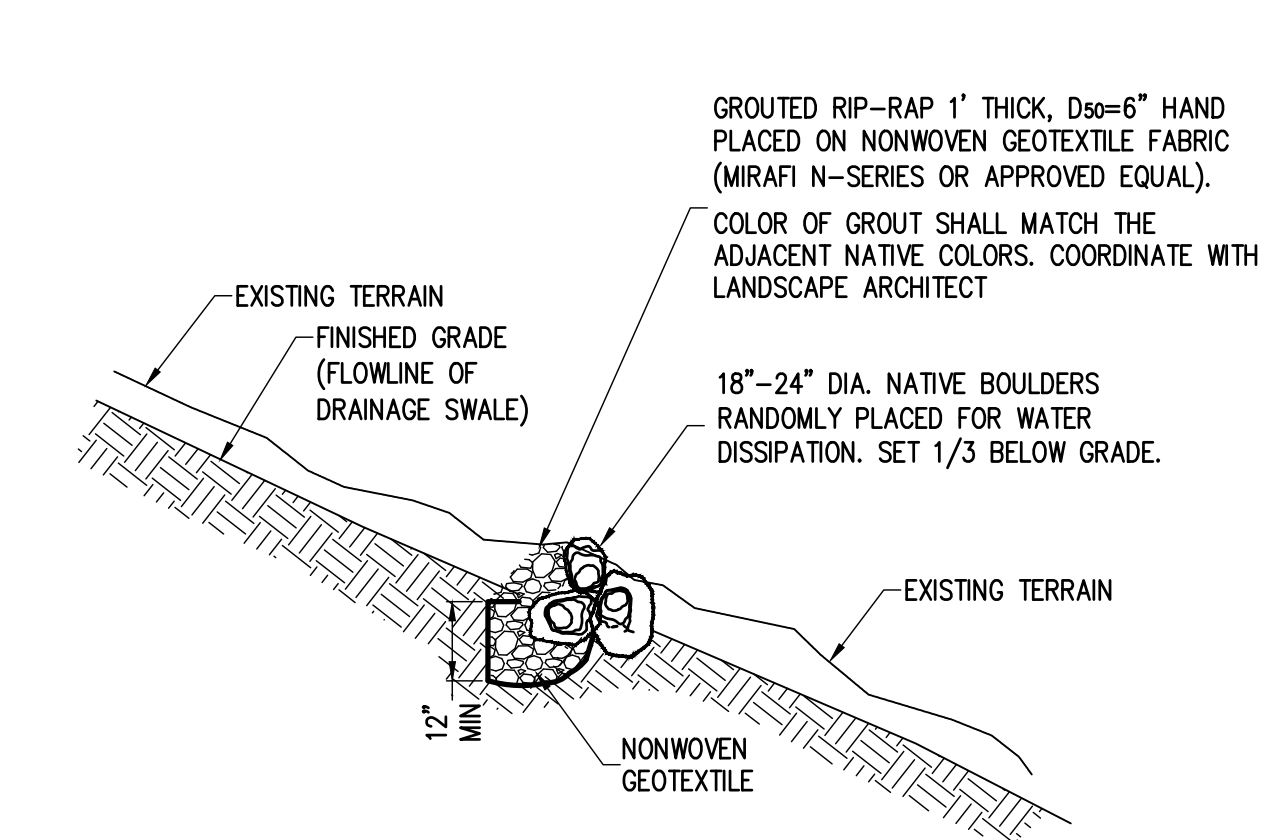 GROUTED RIP-RAP 1' THICK, D50=6" HAND
PLACED ON NONWOVEN GEOTEXTILE FABRIC
(MIRAFI N-SERIES OR APPROVED EQUAL).
COLOR OF GROUT SHALL MATCH THE
ADJACENT NATIVE COLORS. COORDINATE WITH
LANDSCAPE ARCHITECT
EXISTING TERRAIN
FINISHED GRADE
(FLOWLINE OF
DRAINAGE SWALE)
18"-24" DIA. NATIVE BOULDERS
RANDOMLY PLACED FOR WATER
DISSIPATION. SET 1/3 BELOW GRADE.
EXISTING TERRAIN
12"
MIN
NONWOVEN
GEOTEXTILE